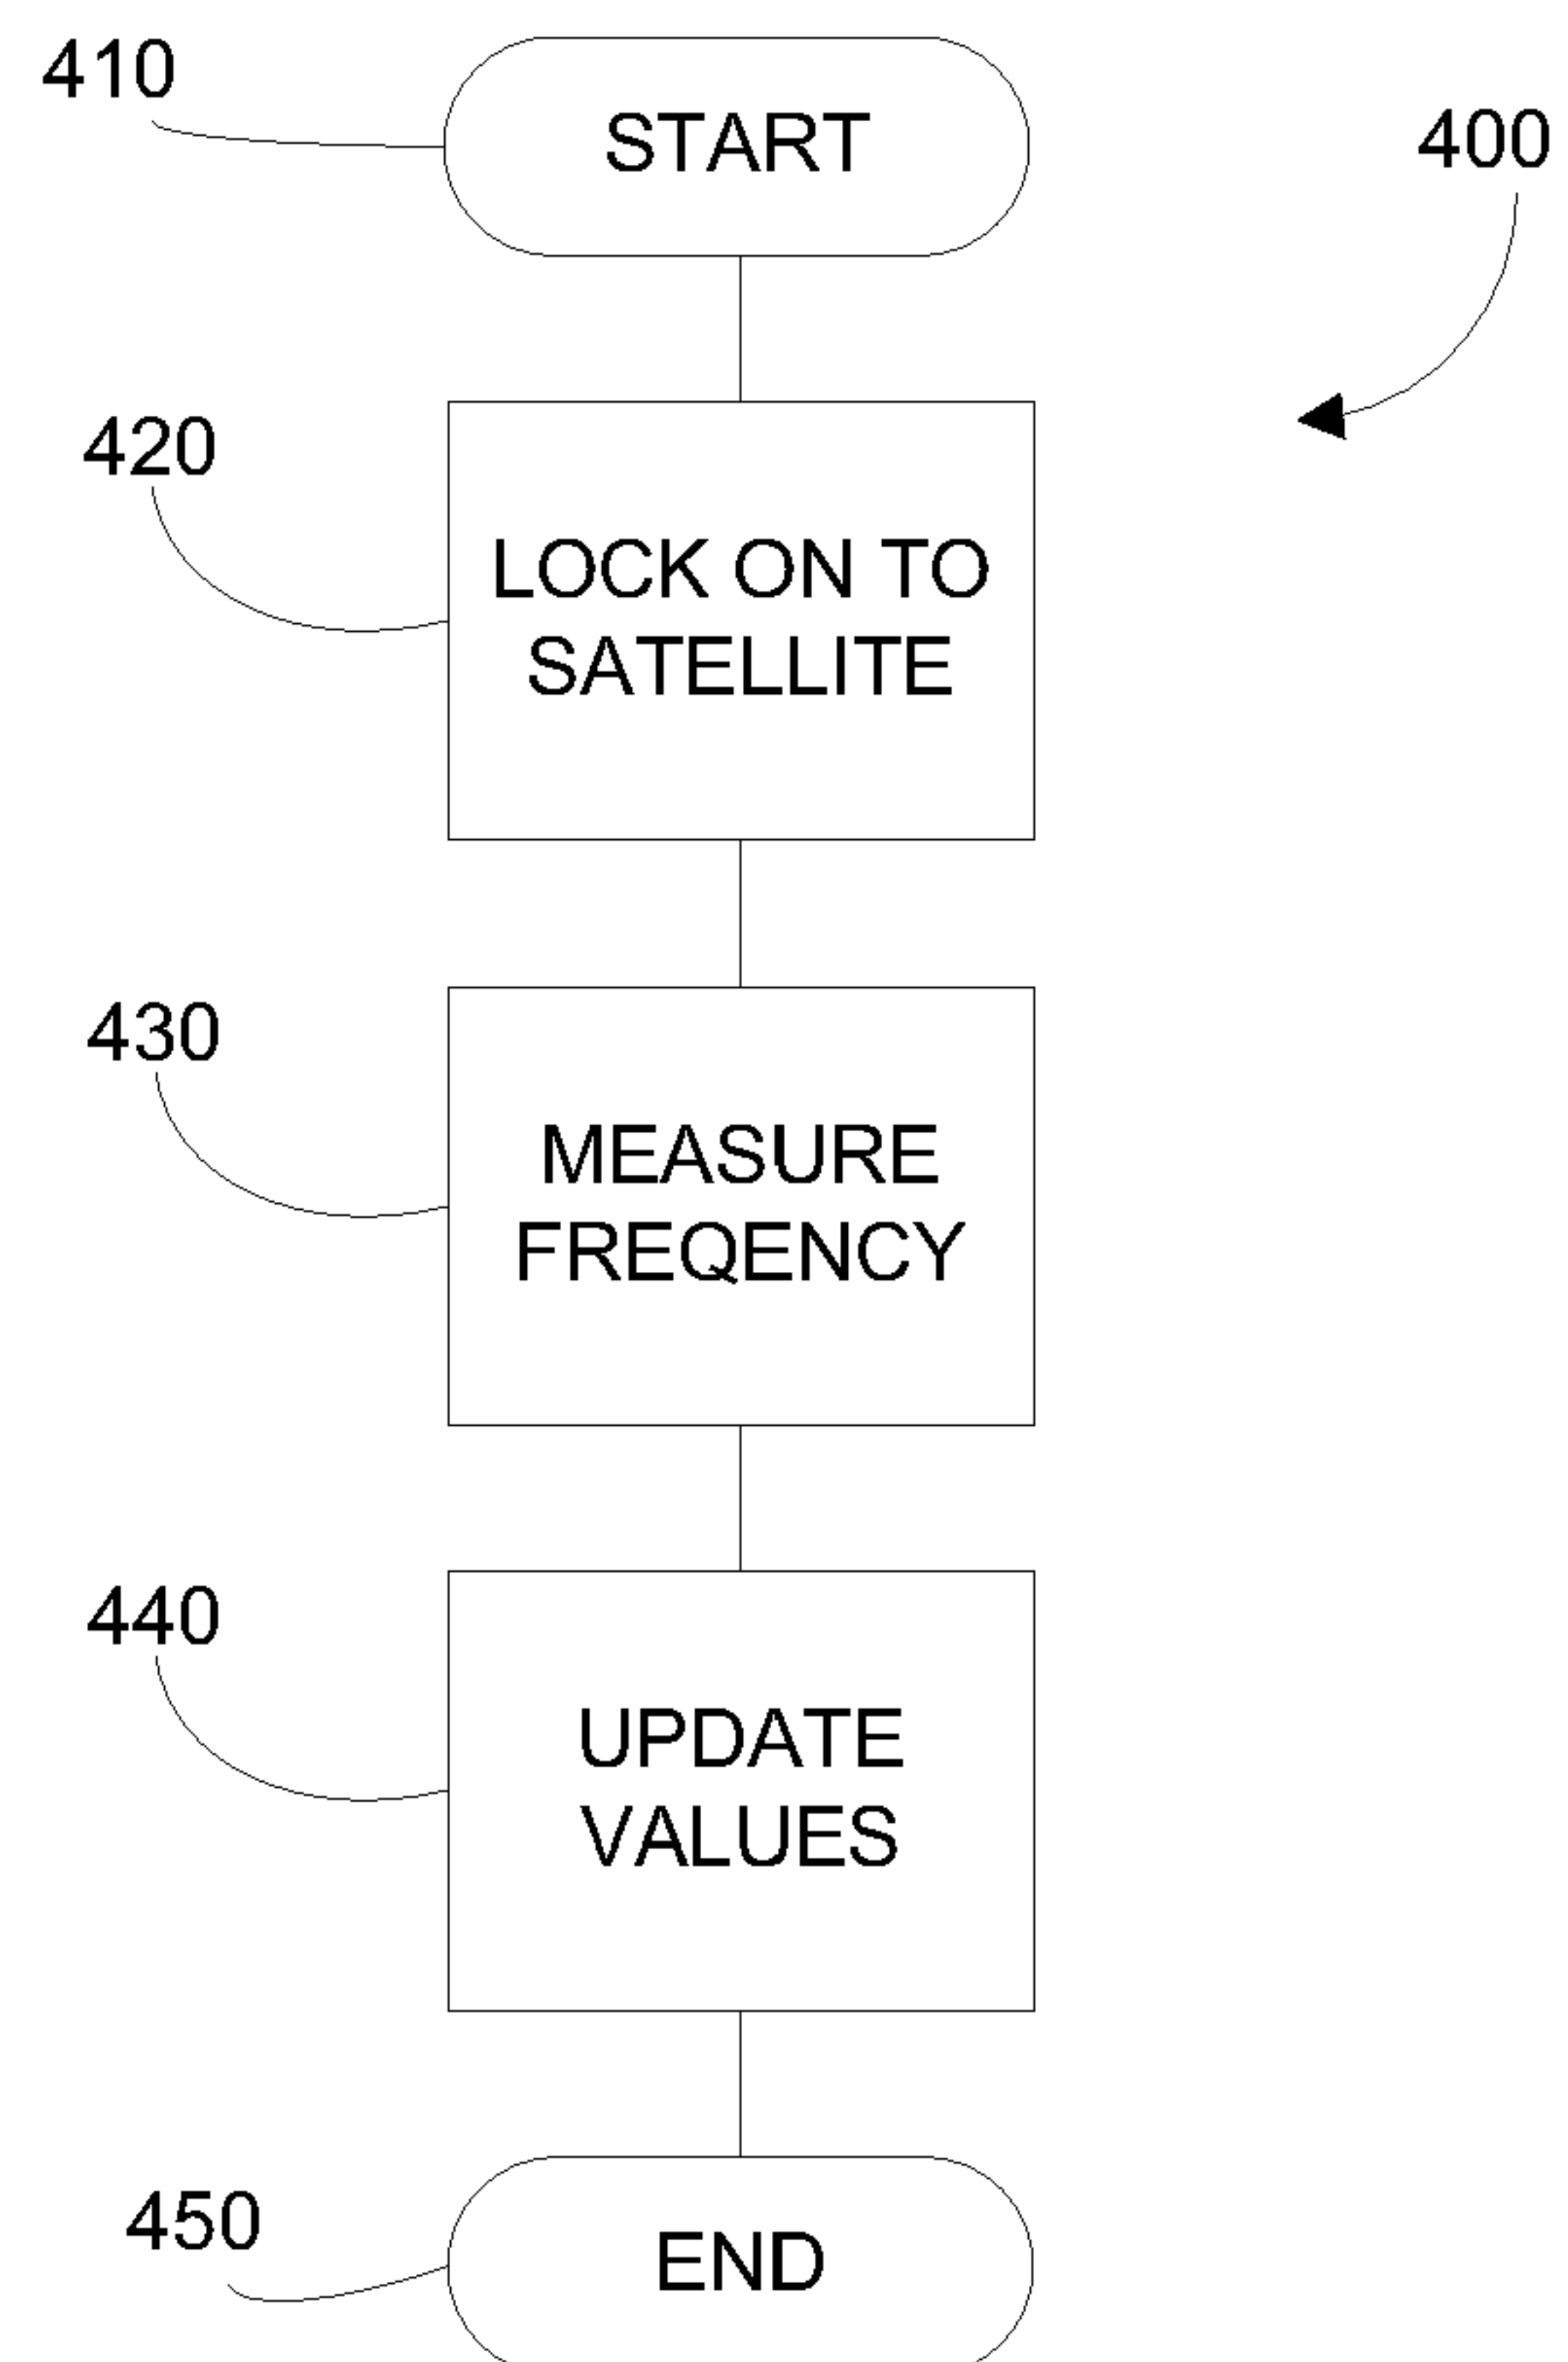 410
START
400
420
LOCK ON TO
SATELLITE
430
MEASURE
FREQENCY
440
UPDATE
VALUES
450
END